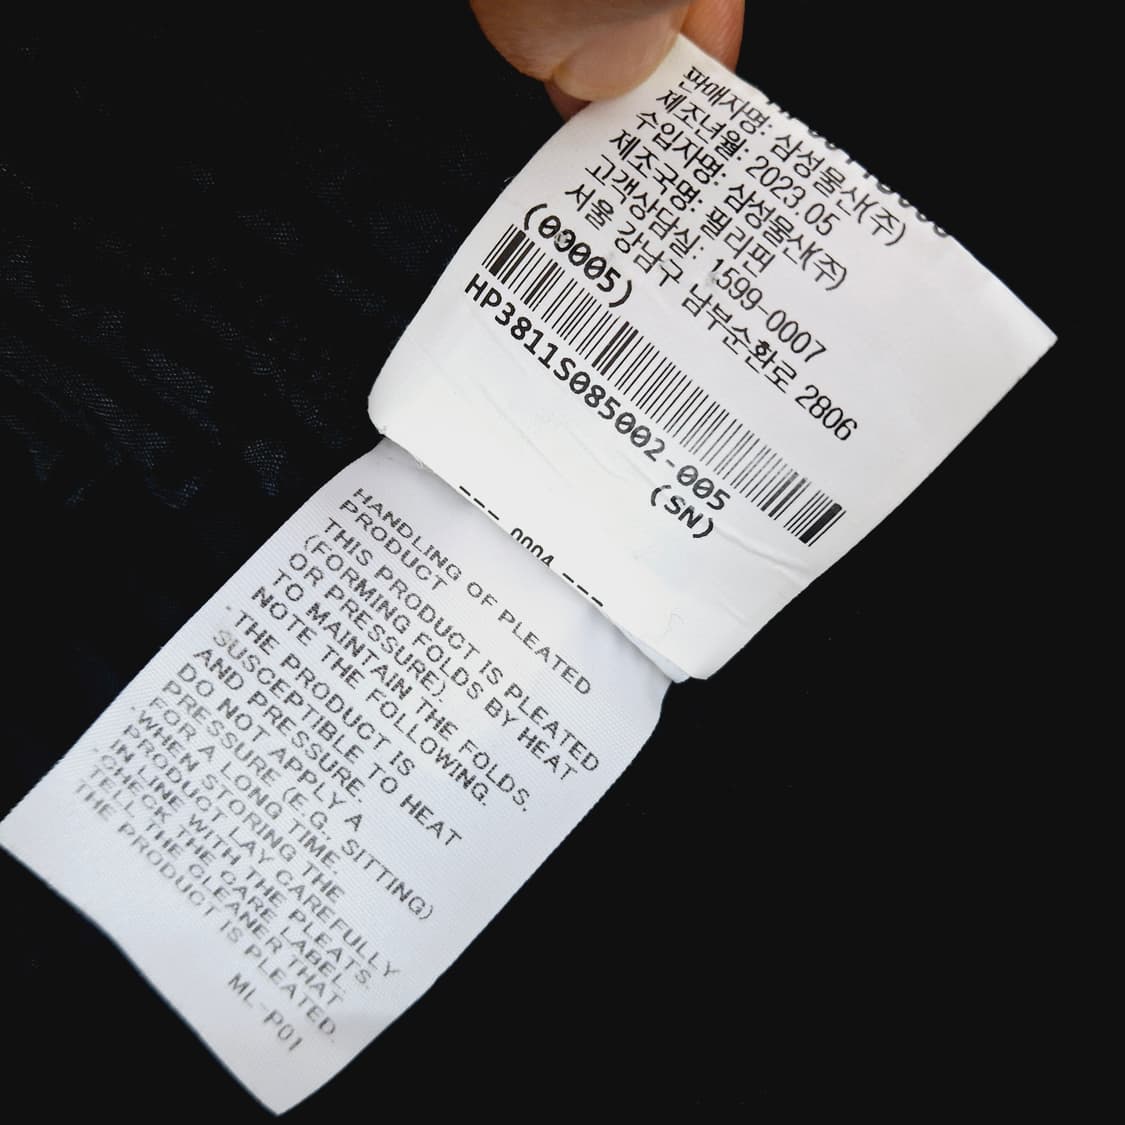 판매자명: 삼성물산(주)
제조년월: 2023.05
수입자명: 삼성물산(주)
제조국명: 필리핀
고객상담실: 1599-0007
서울 강남구 남부순환로 2806
(00005)
HP3811S085002-005
(SN)
--- 0004 ---
HANDLING OF PLEATED
PRODUCT
THIS PRODUCT IS PLEATED
(FORMING FOLDS BY HEAT
OR PRESSURE).
TO MAINTAIN THE FOLDS,
NOTE THE FOLLOWING.
·THE PRODUCT IS
SUSCEPTIBLE TO HEAT
AND PRESSURE.
DO NOT APPLY A
PRESSURE (E.G., SITTING)
FOR A LONG TIME.
·WHEN STORING THE
PRODUCT LAY CAREFULLY
IN LINE WITH THE PLEATS.
·CHECK THE CARE LABEL.
TELL THE CLEANER THAT
THE PRODUCT IS PLEATED.
ML-P01